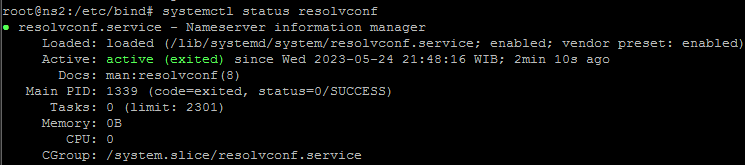 root@ns2:/etc/bind# systemctl status resolvconf
● resolvconf.service - Nameserver information manager
Loaded: loaded (/lib/systemd/system/resolvconf.service; enabled; vendor preset: enabled)
Active: active (exited) since Wed 2023-05-24 21:48:16 WIB; 2min 10s ago
Docs: man:resolvconf(8)
Main PID: 1339 (code=exited, status=0/SUCCESS)
Tasks: 0 (limit: 2301)
Memory: 0B
CPU: 0
CGroup: /system.slice/resolvconf.service